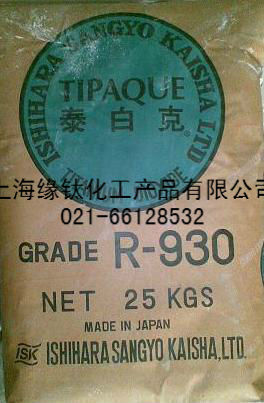 ISHIHARA SANGYO KAISHA LTD
TIPAQUE
泰白克
上海缘钛化工产品有限公司
021-66128532
GRADE R-930
NET 25 KGS
MADE IN JAPAN
ISK ISHIHARA SANGYO KAISHA, LTD.